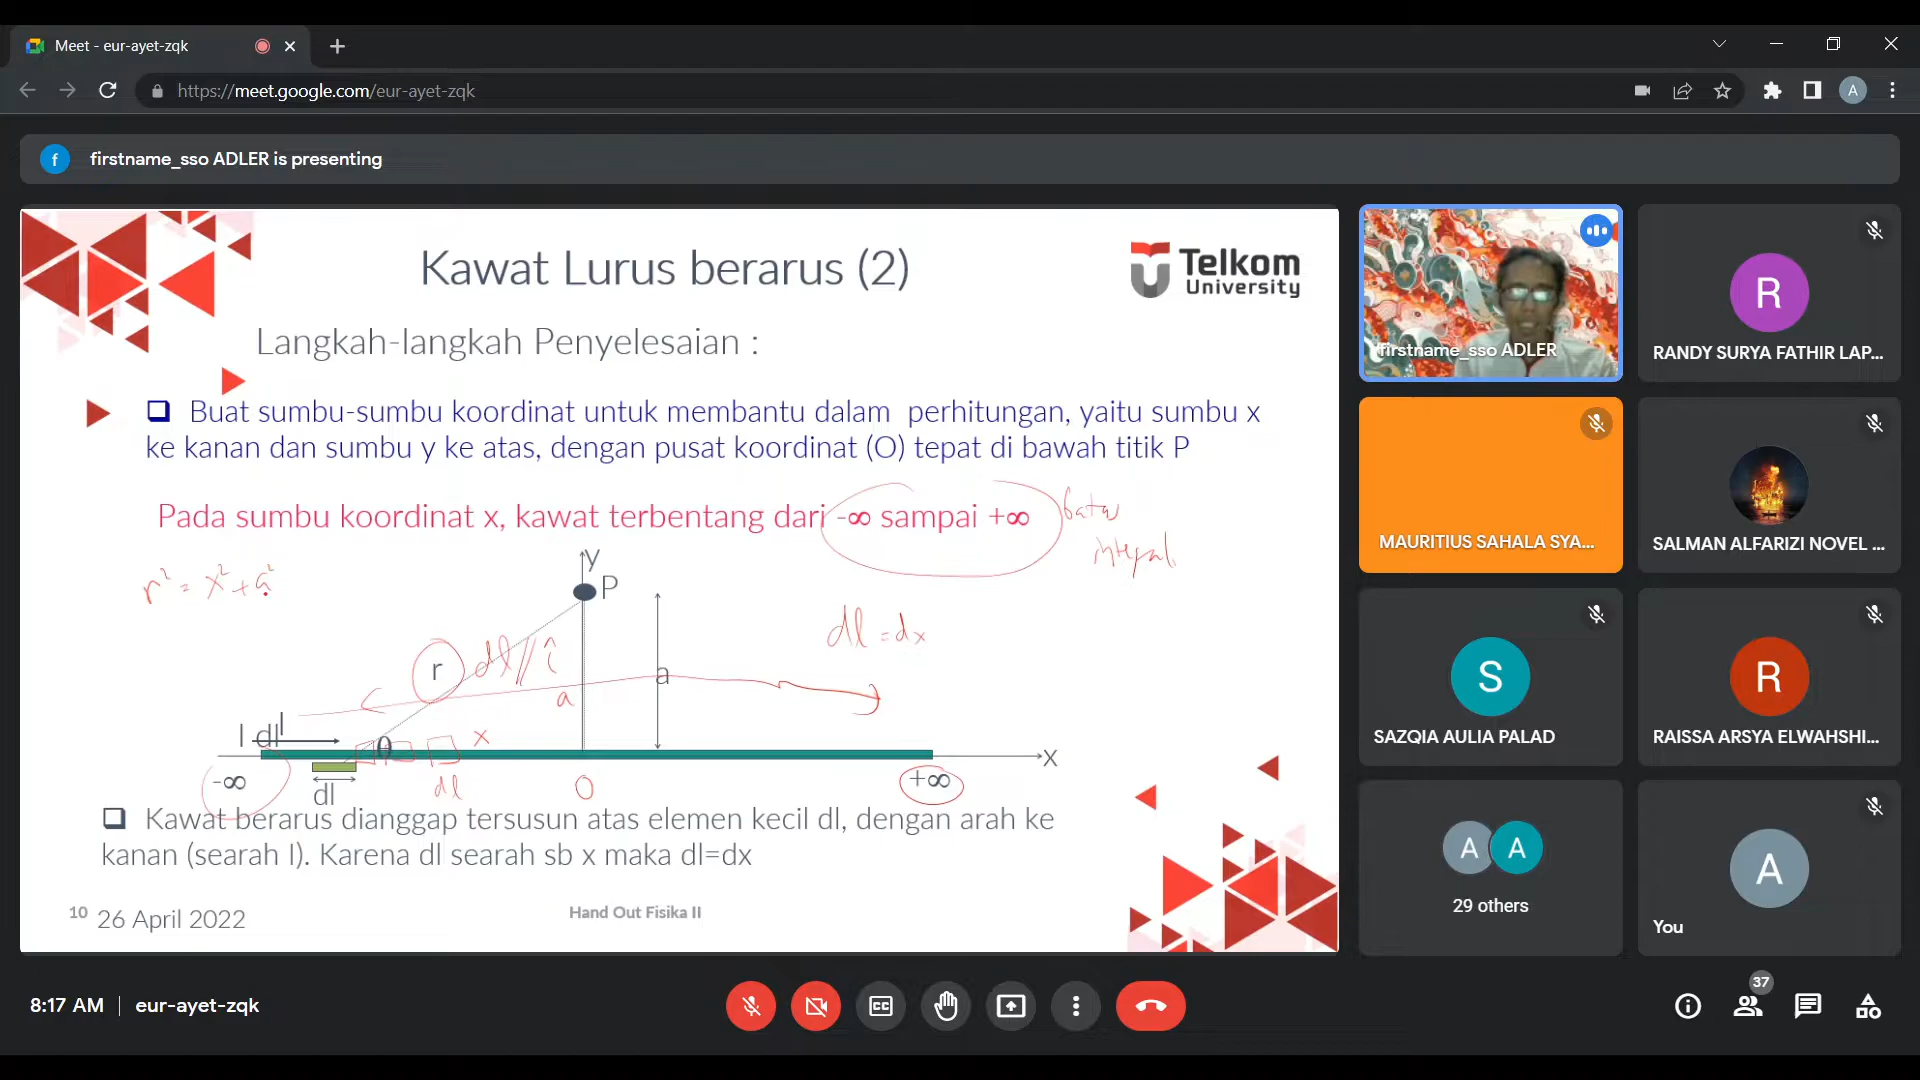 Meet - eur-ayet-zqk
https://meet.google.com/eur-ayet-zqk
A
f
firstname_sso ADLER is presenting
Kawat Lurus berarus (2)
Telkom
University
Langkah-langkah Penyelesaian :
Buat sumbu-sumbu koordinat untuk membantu dalam perhitungan, yaitu sumbu x
ke kanan dan sumbu y ke atas, dengan pusat koordinat (O) tepat di bawah titik P
Pada sumbu koordinat x, kawat terbentang dari -∞ sampai +∞
batas
integral
r² = x² + a²
y
P
dl = dx
r
dl // î
a
a
I dl
I
θ
x
x
-∞
dl
dl
O
+∞
Kawat berarus dianggap tersusun atas elemen kecil dl, dengan arah ke
kanan (searah I). Karena dl searah sb x maka dl=dx
10
26 April 2022
Hand Out Fisika II
firstname_sso ADLER
R
RANDY SURYA FATHIR LAP...
MAURITIUS SAHALA SYA...
SALMAN ALFARIZI NOVEL ...
S
SAZQIA AULIA PALAD
R
RAISSA ARSYA ELWAHSHI...
A
A
29 others
A
You
8:17 AM
eur-ayet-zqk
CC
37